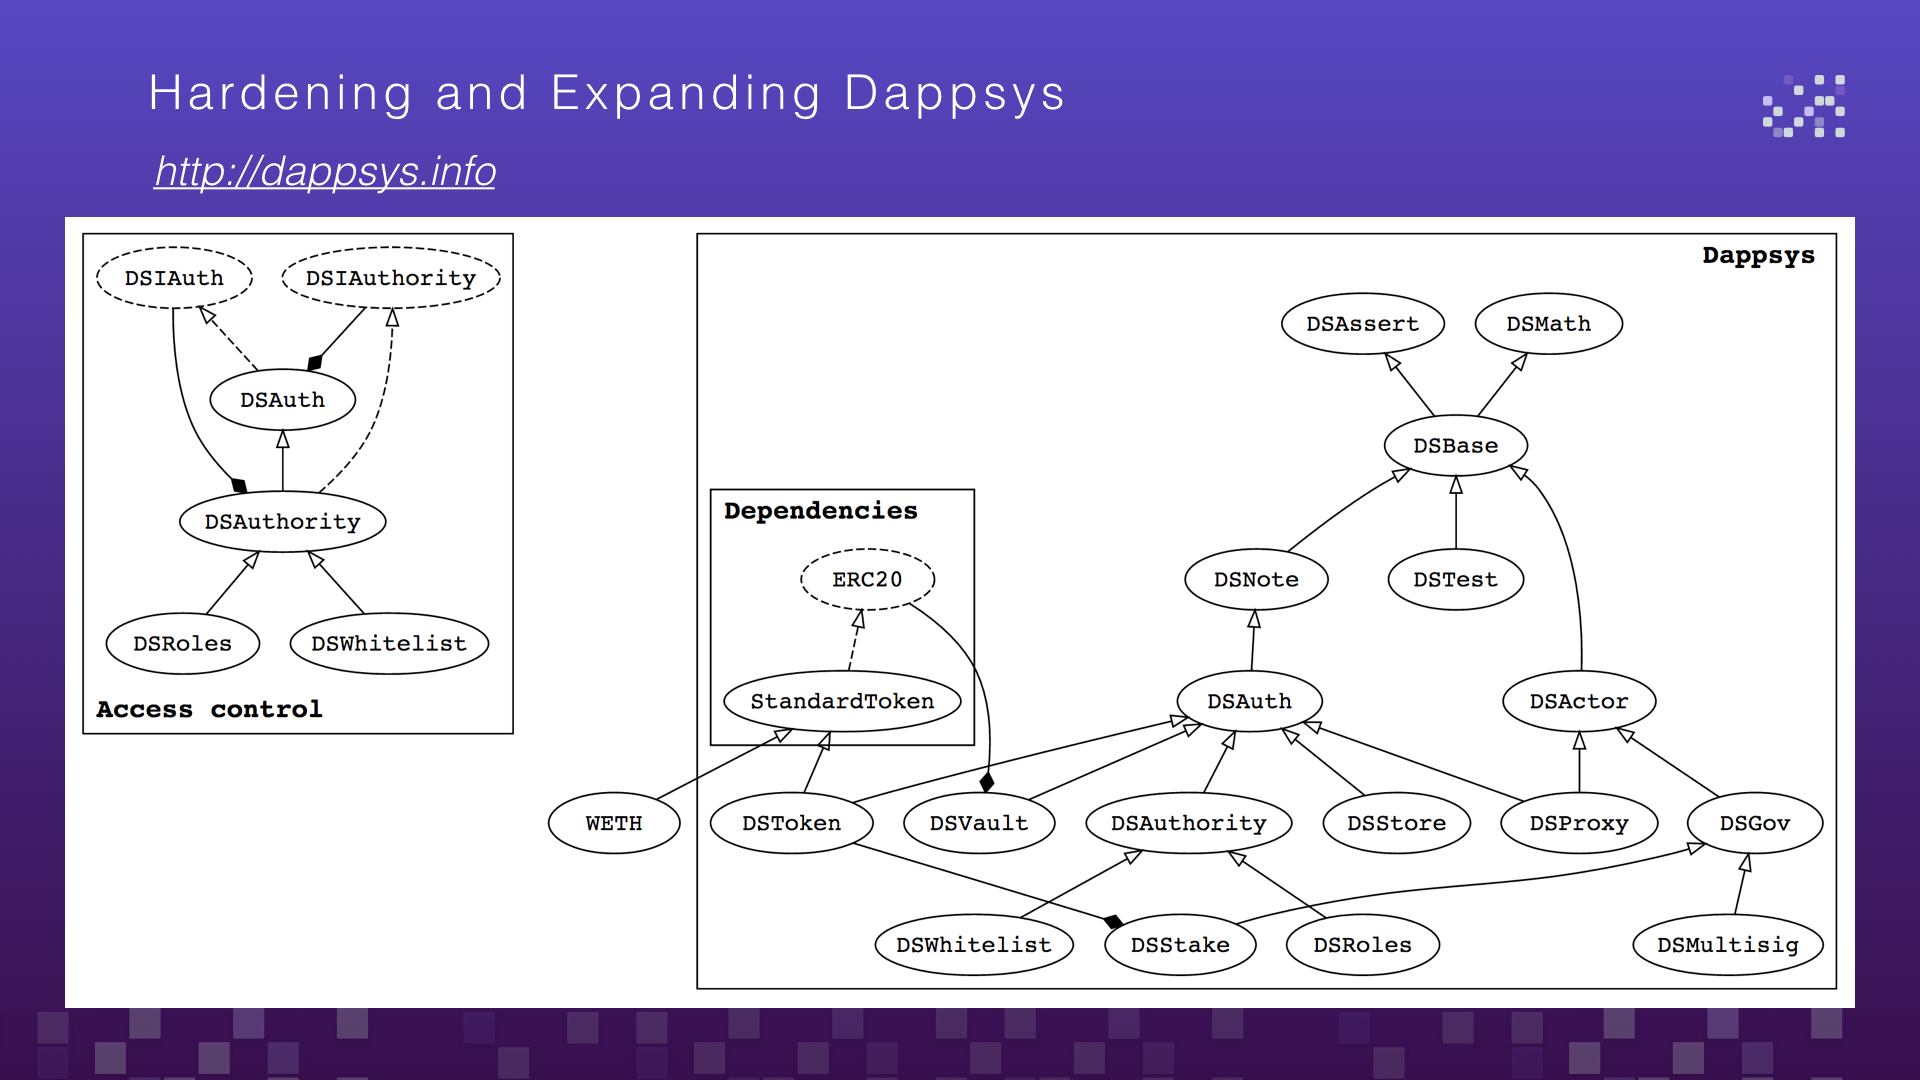 Hardening and Expanding Dappsys
http://dappsys.info
DSIAuth
DSIAuthority
DSAuth
DSAuthority
DSRoles
DSWhitelist
Access control
Dappsys
DSAssert
DSMath
DSBase
Dependencies
ERC20
DSNote
DSTest
StandardToken
DSAuth
DSActor
WETH
DSToken
DSVault
DSAuthority
DSStore
DSProxy
DSGov
DSWhitelist
DSStake
DSRoles
DSMultisig